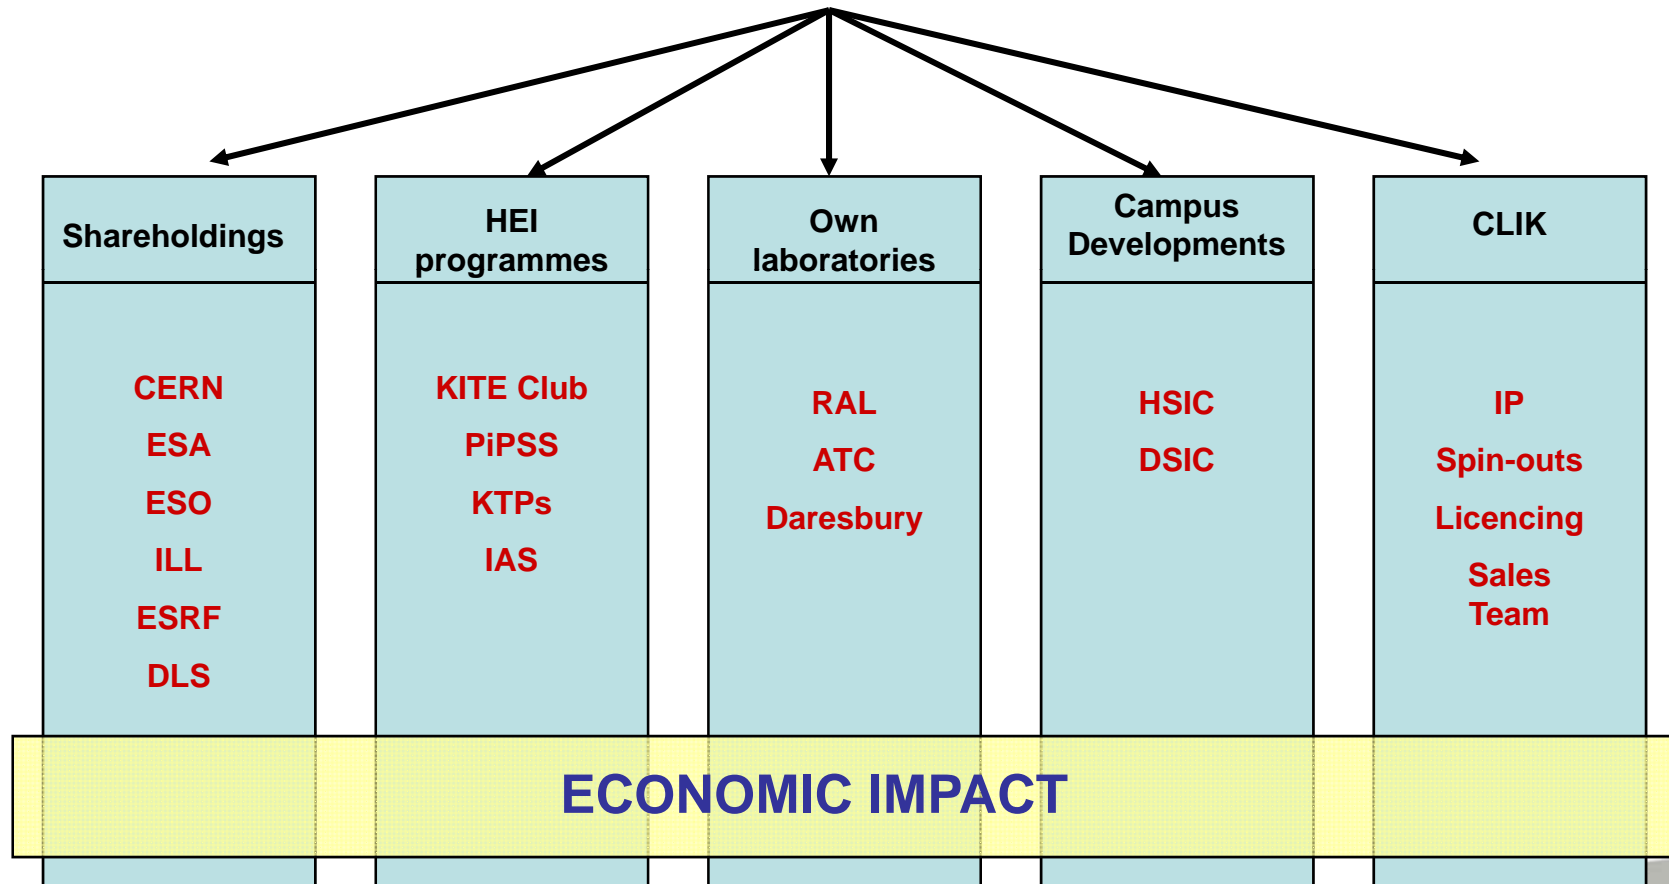 Shareholdings
CERN
ESA
ESO
ILL
ESRF
DLS
HEI
programmes
KITE Club
PiPSS
KTPs
IAS
Own
laboratories
RAL
ATC
Daresbury
Campus
Developments
HSIC
DSIC
CLIK
IP
Spin-outs
Licencing
Sales
Team
ECONOMIC IMPACT